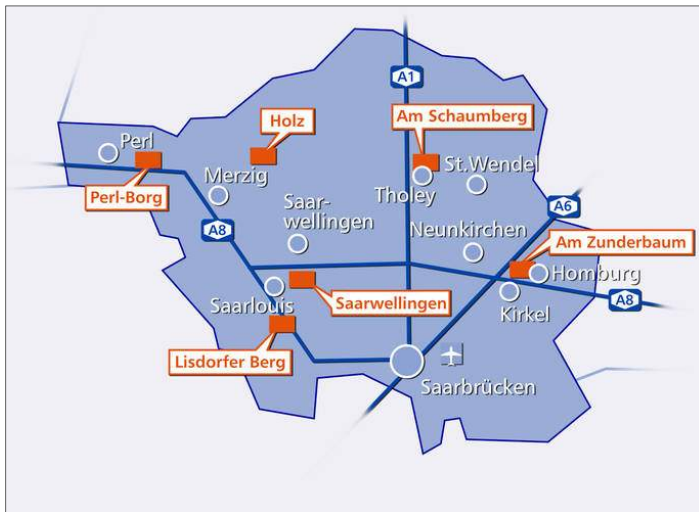 A1
Holz
Am Schaumberg
Perl
St.Wendel
Merzig
Tholey
Perl-Borg
A6
Saar-
wellingen
A8
Neunkirchen
Am Zunderbaum
Homburg
Saarlouis
Saarwellingen
Kirkel
A8
Lisdorfer Berg
Saarbrücken